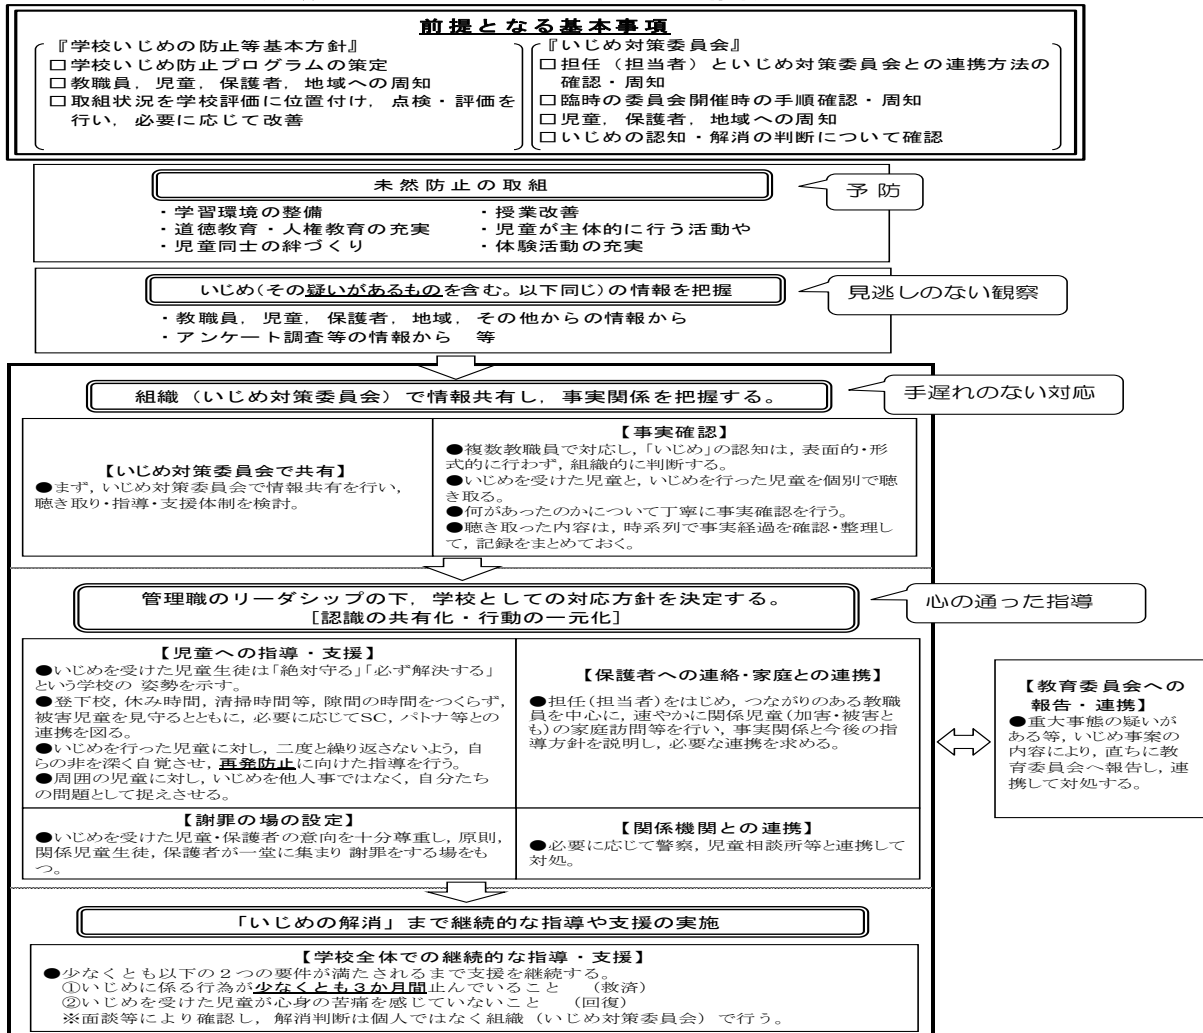 前提となる基本事項
『学校いじめの防止等基本方針』
□学校いじめ防止プログラムの策定
□教職員，児童，保護者，地域への周知
□取組状況を学校評価に位置付け，点検・評価を
行い，必要に応じて改善
『いじめ対策委員会』
□担任（担当者）といじめ対策委員会との連携方法の
確認・周知
□臨時の委員会開催時の手順確認・周知
□児童，保護者，地域への周知
□いじめの認知・解消の判断について確認
未然防止の取組
予防
・学習環境の整備
・道徳教育・人権教育の充実
・児童同士の絆づくり
・授業改善
・児童が主体的に行う活動や
・体験活動の充実
いじめ（その疑いがあるものを含む。以下同じ）の情報を把握
見逃しのない観察
・教職員，児童，保護者，地域，その他からの情報から
・アンケート調査等の情報から　等
組織（いじめ対策委員会）で情報共有し，事実関係を把握する。
手遅れのない対応
【いじめ対策委員会で共有】
●まず，いじめ対策委員会で情報共有を行い，
聴き取り・指導・支援体制を検討。
【事実確認】
●複数教職員で対応し，「いじめ」の認知は，表面的・形
式的に行わず，組織的に判断する。
●いじめを受けた児童と，いじめを行った児童を個別で聴
き取る。
●何があったのかについて丁寧に事実確認を行う。
●聴き取った内容は，時系列で事実経過を確認・整理し
て，記録をまとめておく。
管理職のリーダシップの下，学校としての対応方針を決定する。
［認識の共有化・行動の一元化］
心の通った指導
【児童への指導・支援】
●いじめを受けた児童生徒は「絶対守る」「必ず解決する」
という学校の 姿勢を示す。
●登下校，休み時間，清掃時間等，隙間の時間をつくらず，
被害児童を見守るとともに，必要に応じてSC，パトナ等との
連携を図る。
●いじめを行った児童に対し，二度と繰り返さないよう，自
らの非を深く自覚させ，再発防止に向けた指導を行う。
●周囲の児童に対し，いじめを他人事ではなく，自分たち
の問題として捉えさせる。
【保護者への連絡・家庭との連携】
●担任（担当者）をはじめ，つながりのある教職
員を中心に，速やかに関係児童（加害・被害と
も）の家庭訪問等を行い，事実関係と今後の指
導方針を説明し，必要な連携を求める。
【教育委員会への
報告・連携】
●重大事態の疑いが
ある等，いじめ事案の
内容により，直ちに教
育委員会へ報告し，連
携して対処する。
【謝罪の場の設定】
●いじめを受けた児童・保護者の意向を十分尊重し，原則，
関係児童生徒，保護者が一堂に集まり 謝罪をする場をも
つ。
【関係機関との連携】
●必要に応じて警察，児童相談所等と連携して
対処。
「いじめの解消」まで継続的な指導や支援の実施
【学校全体での継続的な指導・支援】
●少なくとも以下の２つの要件が満たされるまで支援を継続する。
①いじめに係る行為が少なくとも３か月間止んでいること　（救済）
②いじめを受けた児童が心身の苦痛を感じていないこと　（回復）
※面談等により確認し，解消判断は個人ではなく組織（いじめ対策委員会）で行う。